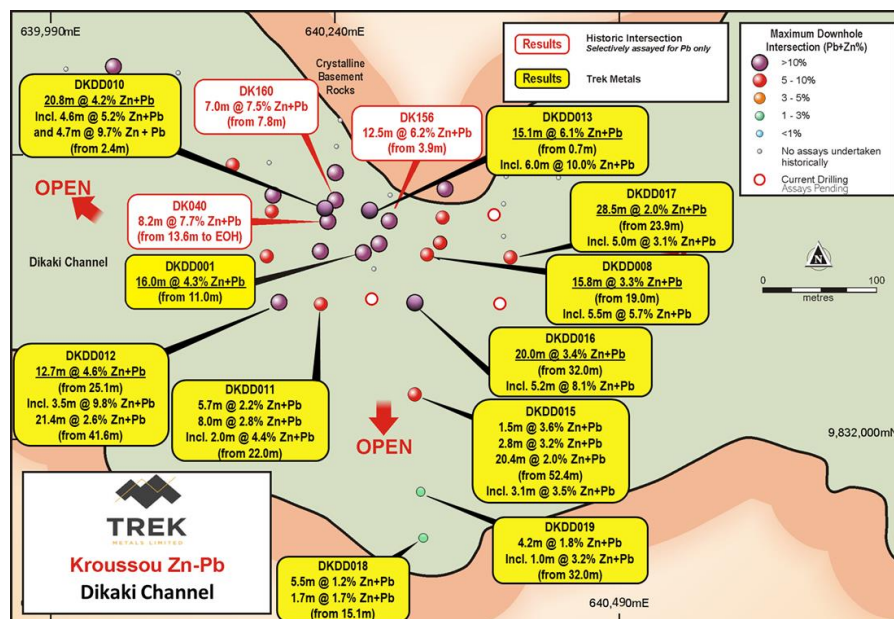 639,990mE
640,240mE
Crystalline
Basement
Rocks
Results
Historic Intersection
Selectively assayed for Pb only
Results
Trek Metals
Maximum Downhole
Intersection (Pb+Zn%)
>10%
5 - 10%
3 - 5%
1 - 3%
<1%
No assays undertaken
historically
Current Drilling
Assays Pending
DKDD010
20.8m @ 4.2% Zn+Pb
Incl. 4.6m @ 5.2% Zn+Pb
and 4.7m @ 9.7% Zn + Pb
(from 2.4m)
DK160
7.0m @ 7.5% Zn+Pb
(from 7.8m)
DK156
12.5m @ 6.2% Zn+Pb
(from 3.9m)
DKDD013
15.1m @ 6.1% Zn+Pb
(from 0.7m)
Incl. 6.0m @ 10.0% Zn+Pb
OPEN
DK040
8.2m @ 7.7% Zn+Pb
(from 13.6m to EOH)
DKDD017
28.5m @ 2.0% Zn+Pb
(from 23.9m)
Incl. 5.0m @ 3.1% Zn+Pb
Dikaki Channel
DKDD001
16.0m @ 4.3% Zn+Pb
(from 11.0m)
DKDD008
15.8m @ 3.3% Zn+Pb
(from 19.0m)
Incl. 5.5m @ 5.7% Zn+Pb
N
0
100
metres
DKDD016
20.0m @ 3.4% Zn+Pb
(from 32.0m)
Incl. 5.2m @ 8.1% Zn+Pb
DKDD012
12.7m @ 4.6% Zn+Pb
(from 25.1m)
Incl. 3.5m @ 9.8% Zn+Pb
21.4m @ 2.6% Zn+Pb
(from 41.6m)
DKDD011
5.7m @ 2.2% Zn+Pb
8.0m @ 2.8% Zn+Pb
Incl. 2.0m @ 4.4% Zn+Pb
(from 22.0m)
OPEN
DKDD015
1.5m @ 3.6% Zn+Pb
2.8m @ 3.2% Zn+Pb
20.4m @ 2.0% Zn+Pb
(from 52.4m)
Incl. 3.1m @ 3.5% Zn+Pb
9,832,000mN
TREK
METALS LIMITED
Kroussou Zn-Pb
Dikaki Channel
DKDD019
4.2m @ 1.8% Zn+Pb
Incl. 1.0m @ 3.2% Zn+Pb
(from 32.0m)
DKDD018
5.5m @ 1.2% Zn+Pb
1.7m @ 1.7% Zn+Pb
(from 15.1m)
640,490mE